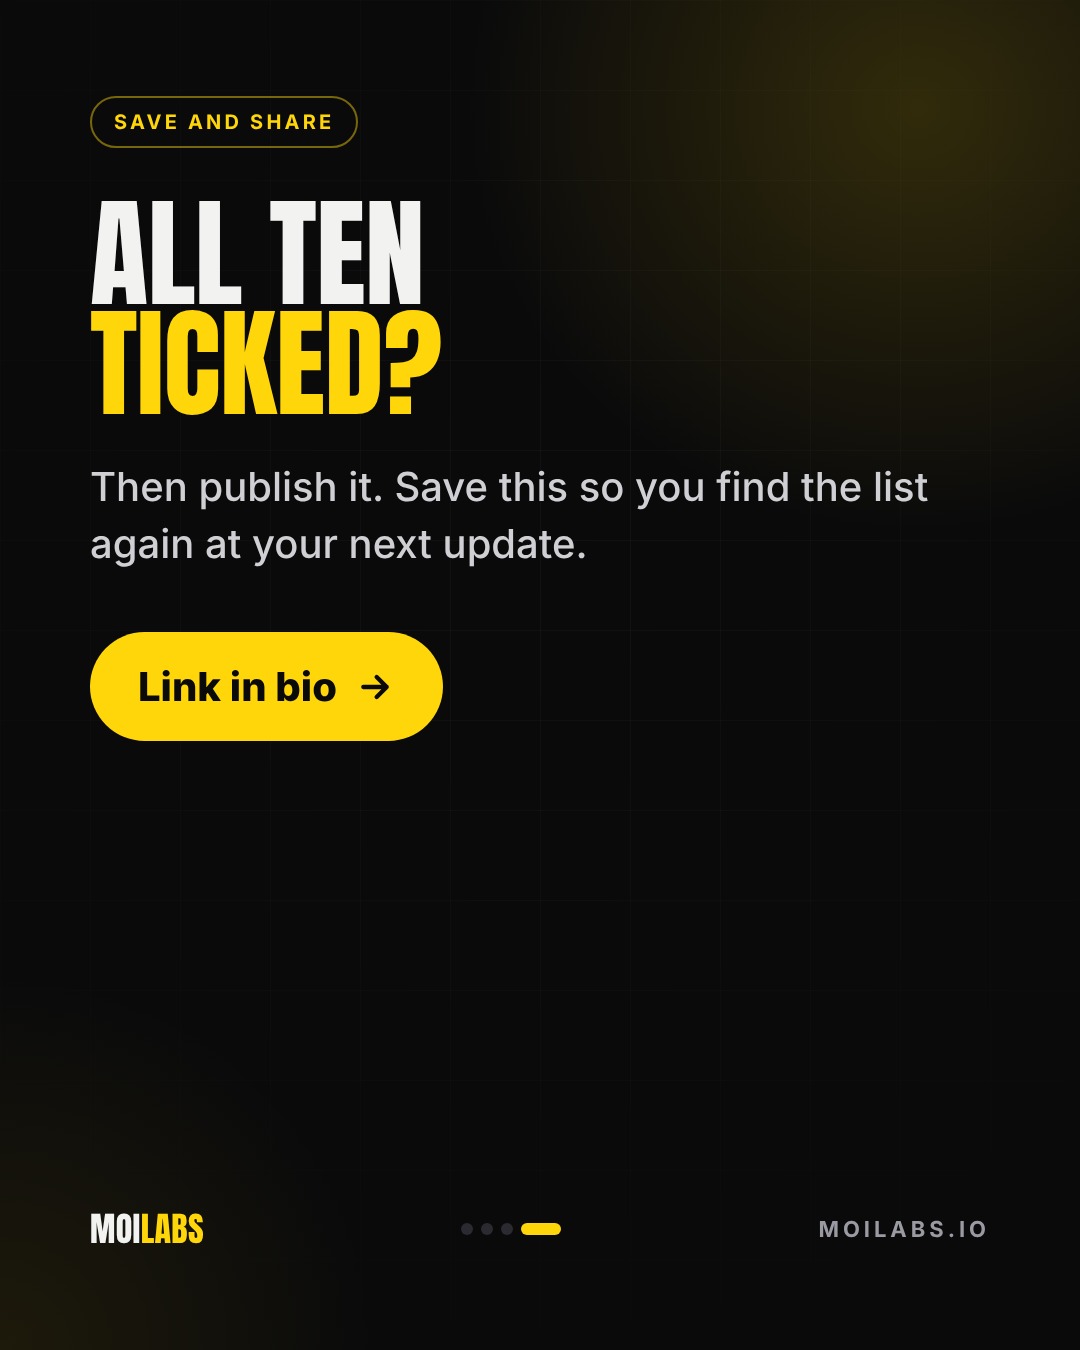 SAVE AND SHARE
ALL TEN
TICKED?
Then publish it. Save this so you find the list
again at your next update.
Link in bio →
MOILABS
MOILABS.IO